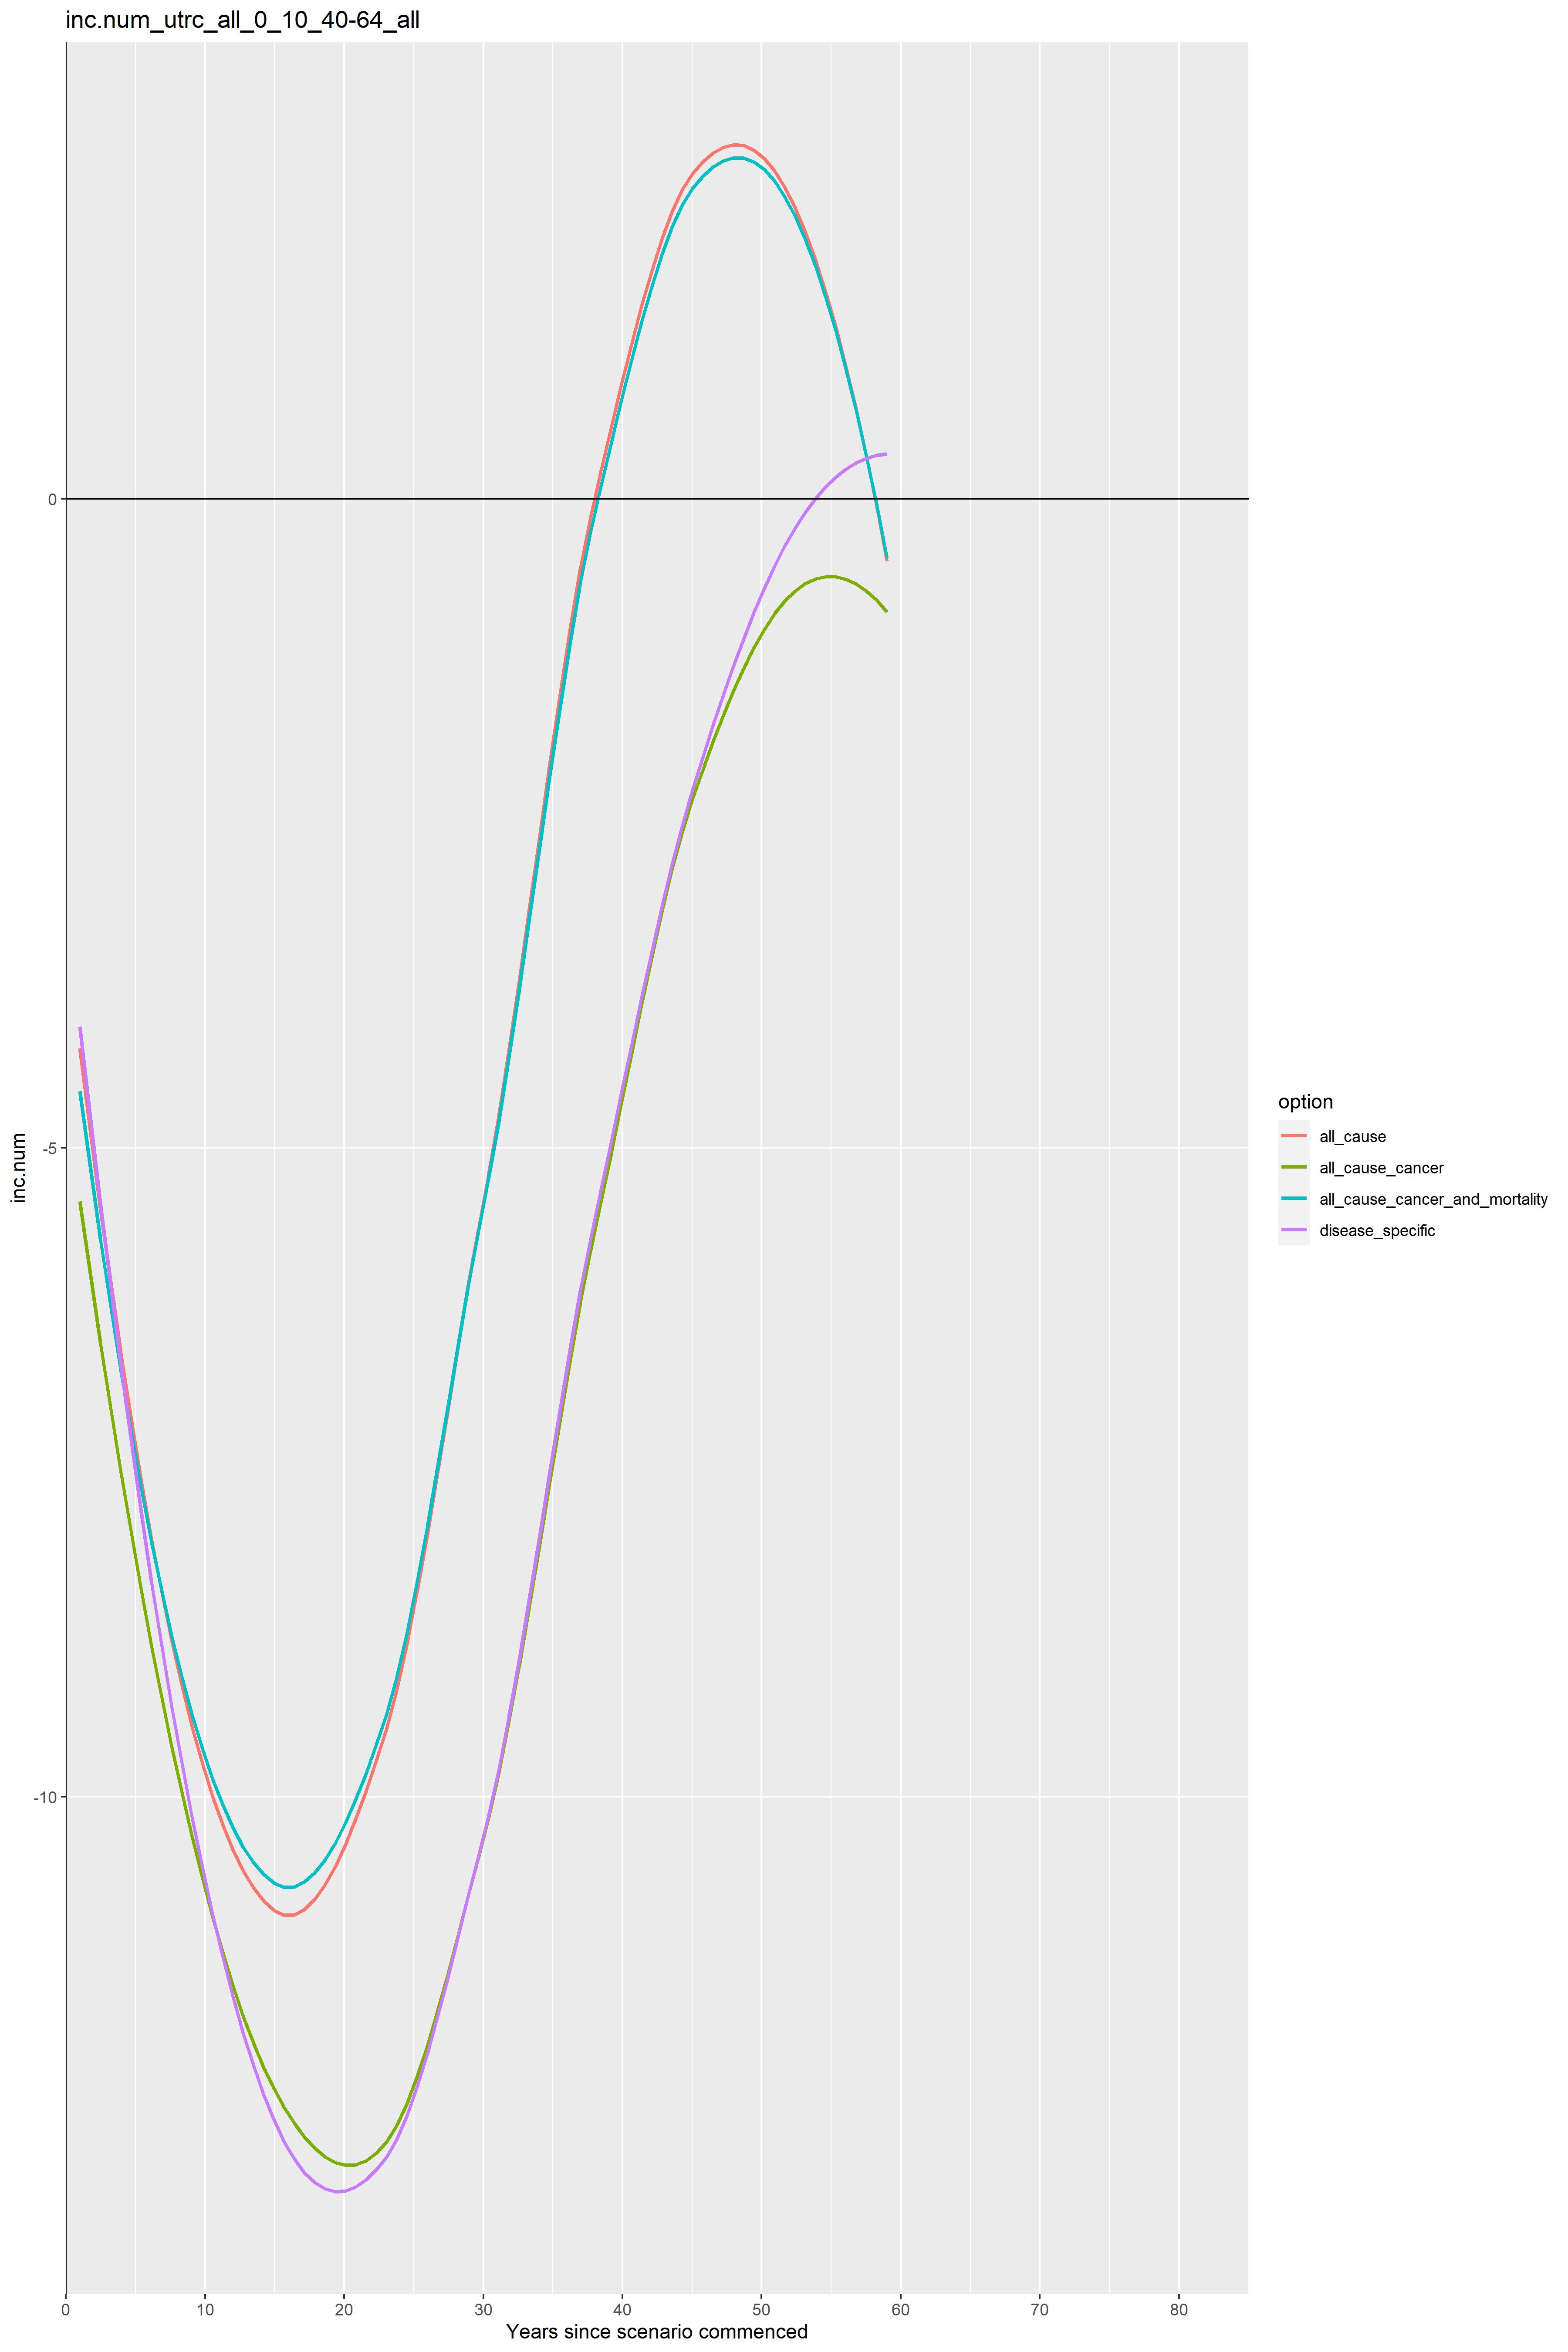 inc.num_utrc_all_0_10_40-64_all
0
-5
-10
inc.num
0 10 20 30 40 50 60 70 80
Years since scenario commenced
option
all_cause
all_cause_cancer
all_cause_cancer_and_mortality
disease_specific